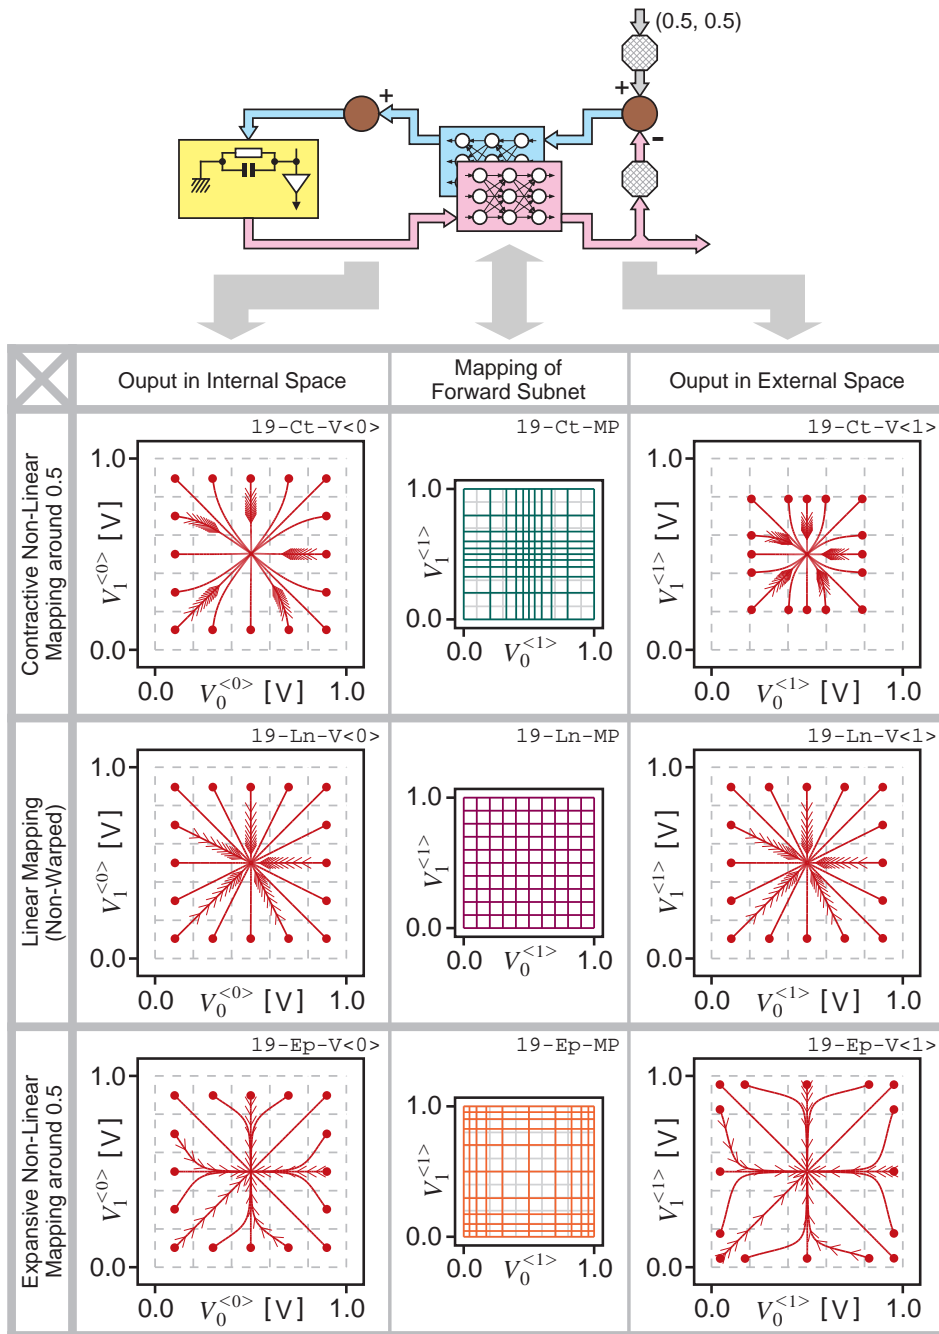 (0.5, 0.5)
+
+
-
Ouput in Internal Space
Mapping of
Forward Subnet
Ouput in External Space
Contractive Non-Linear
Mapping around 0.5
19-Ct-V<0>
1.0
V₁<0> [V]
0.0
0.0 V₀<0> [V] 1.0
19-Ct-MP
1.0
V₁<1>
0.0
0.0 V₀<1> 1.0
19-Ct-V<1>
1.0
V₁<1> [V]
0.0
0.0 V₀<1> [V] 1.0
Linear Mapping
(Non-Warped)
19-Ln-V<0>
1.0
V₁<0> [V]
0.0
0.0 V₀<0> [V] 1.0
19-Ln-MP
1.0
V₁<1>
0.0
0.0 V₀<1> 1.0
19-Ln-V<1>
1.0
V₁<1> [V]
0.0
0.0 V₀<1> [V] 1.0
Expansive Non-Linear
Mapping around 0.5
19-Ep-V<0>
1.0
V₁<0> [V]
0.0
0.0 V₀<0> [V] 1.0
19-Ep-MP
1.0
V₁<1>
0.0
0.0 V₀<1> 1.0
19-Ep-V<1>
1.0
V₁<1> [V]
0.0
0.0 V₀<1> [V] 1.0